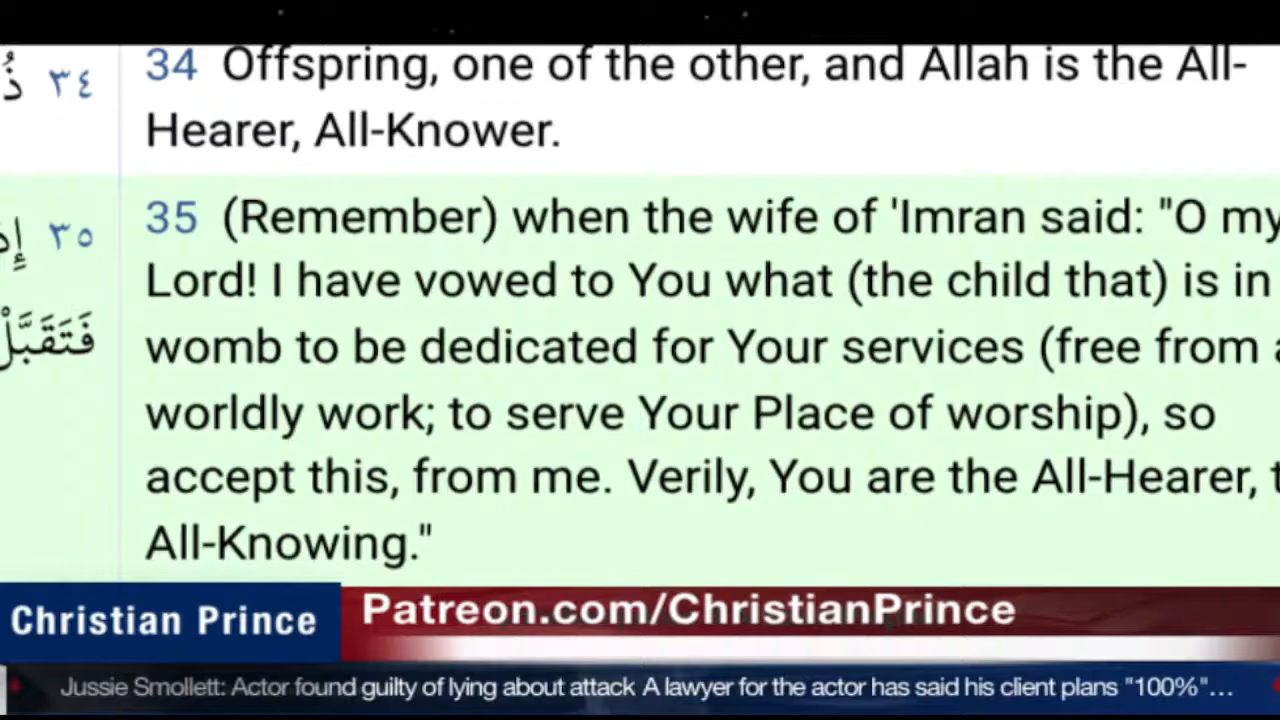 ٣٤ 34 Offspring, one of the other, and Allah is the All-
Hearer, All-Knower.
٣٥ 35 (Remember) when the wife of 'Imran said: "O my
Lord! I have vowed to You what (the child that) is in
فَتَقَبَّلْ
womb to be dedicated for Your services (free from
worldly work; to serve Your Place of worship), so
accept this, from me. Verily, You are the All-Hearer,
All-Knowing."
Christian Prince
Patreon.com/ChristianPrince
Jussie Smollett: Actor found guilty of lying about attack A lawyer for the actor has said his client plans "100%"...